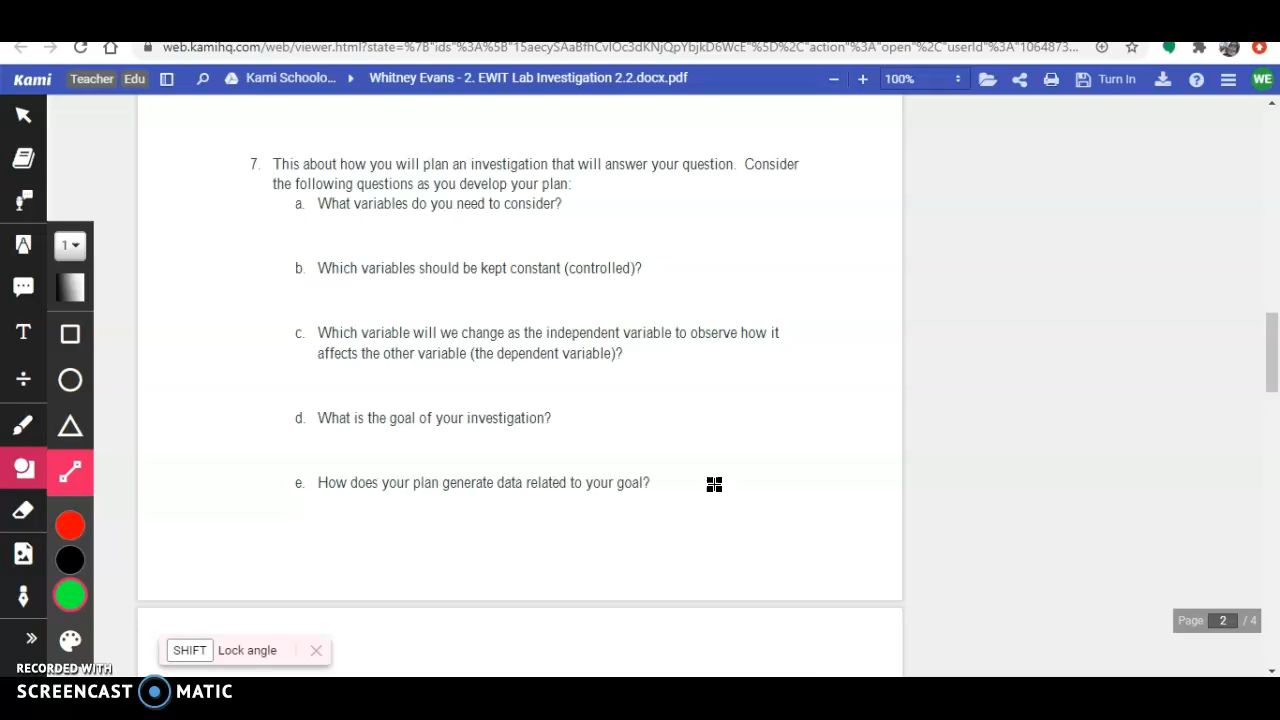 web.kamihq.com/web/viewer.html?state=%7B"ids"%3A%5B"15aecySAaBfhCvlOc3dKNjQpYbjkD6WcE"%5D%2C"action"%3A"open"%2C"userId"%3A"1064873...
Kami Teacher Edu Kami Schoolo... Whitney Evans - 2. EWIT Lab Investigation 2.2.docx.pdf 100% Turn In WE
7. This about how you will plan an investigation that will answer your question. Consider
the following questions as you develop your plan:
a. What variables do you need to consider?
1
b. Which variables should be kept constant (controlled)?
c. Which variable will we change as the independent variable to observe how it
affects the other variable (the dependent variable)?
d. What is the goal of your investigation?
e. How does your plan generate data related to your goal?
Page 2 / 4
SHIFT Lock angle
RECORDED WITH
SCREENCAST MATIC